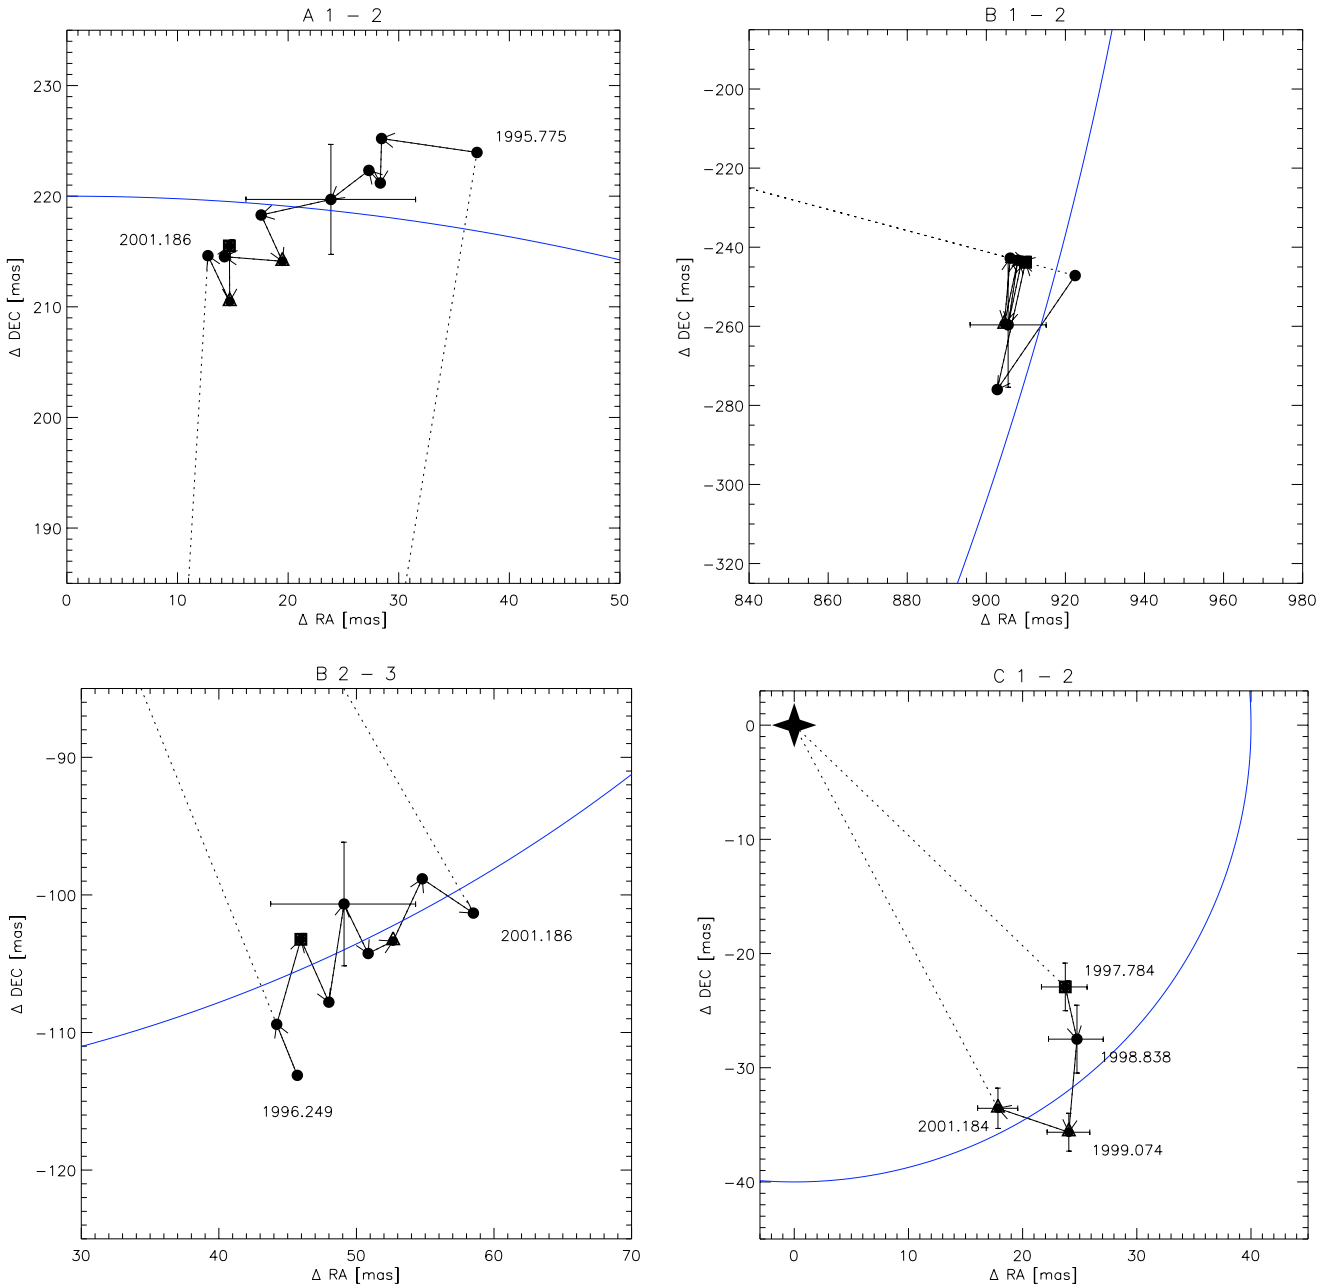 A 1 – 2
230
220
210
200
190
Δ DEC [mas]
1995.775
2001.186
0 10 20 30 40 50
Δ RA [mas]
B 1 – 2
−200
−220
−240
−260
−280
−300
−320
Δ DEC [mas]
840 860 880 900 920 940 960 980
Δ RA [mas]
B 2 – 3
−90
−100
−110
−120
Δ DEC [mas]
2001.186
1996.249
30 40 50 60 70
Δ RA [mas]
C 1 – 2
0
−10
−20
−30
−40
Δ DEC [mas]
1997.784
1998.838
2001.184
1999.074
0 10 20 30 40
Δ RA [mas]